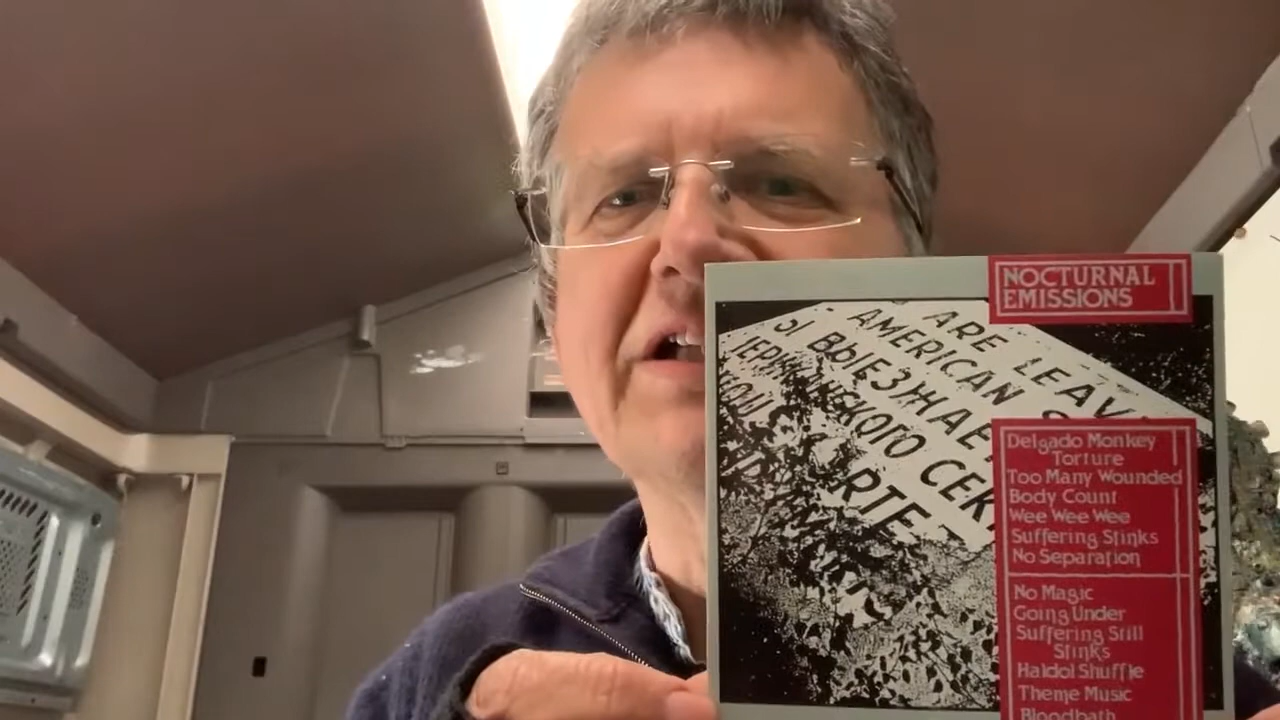 NOCTURNAL
EMISSIONS
ARE LEAV
AMERICAN S
Delgado Monkey
Torture
Too Many Wounded
Body Count
Wee Wee Wee
Suffering Stinks
No Separation
No Magic
Going Under
Suffering Still
Stinks
Haldol Shuffle
Theme Music
Bloodbath